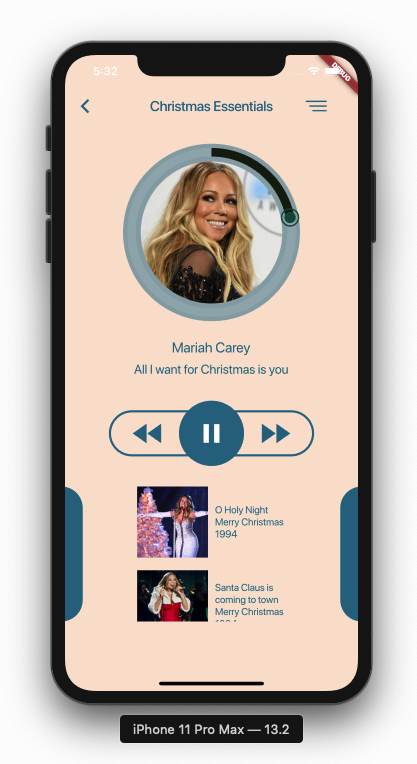 5:32
DEBUG
Christmas Essentials
A W
Mariah Carey
All I want for Christmas is you
O Holy Night
Merry Christmas
1994
Santa Claus is
coming to town
Merry Christmas
iPhone 11 Pro Max — 13.2